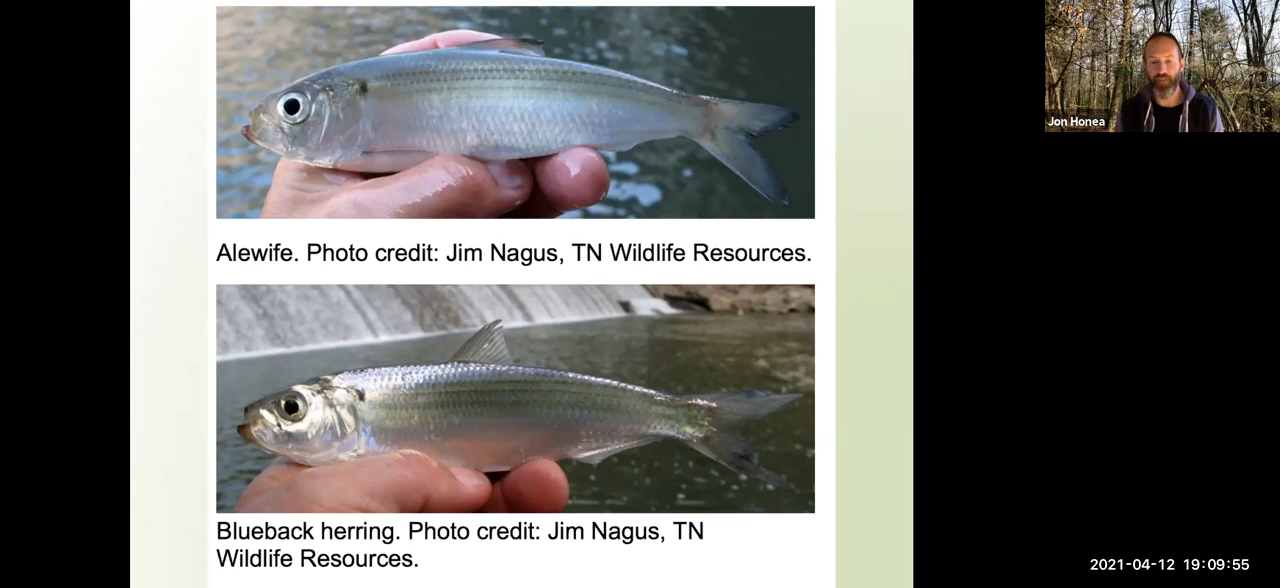 Jon Honea
Alewife. Photo credit: Jim Nagus, TN Wildlife Resources.
Blueback herring. Photo credit: Jim Nagus, TN
Wildlife Resources.
2021-04-12 19:09:55